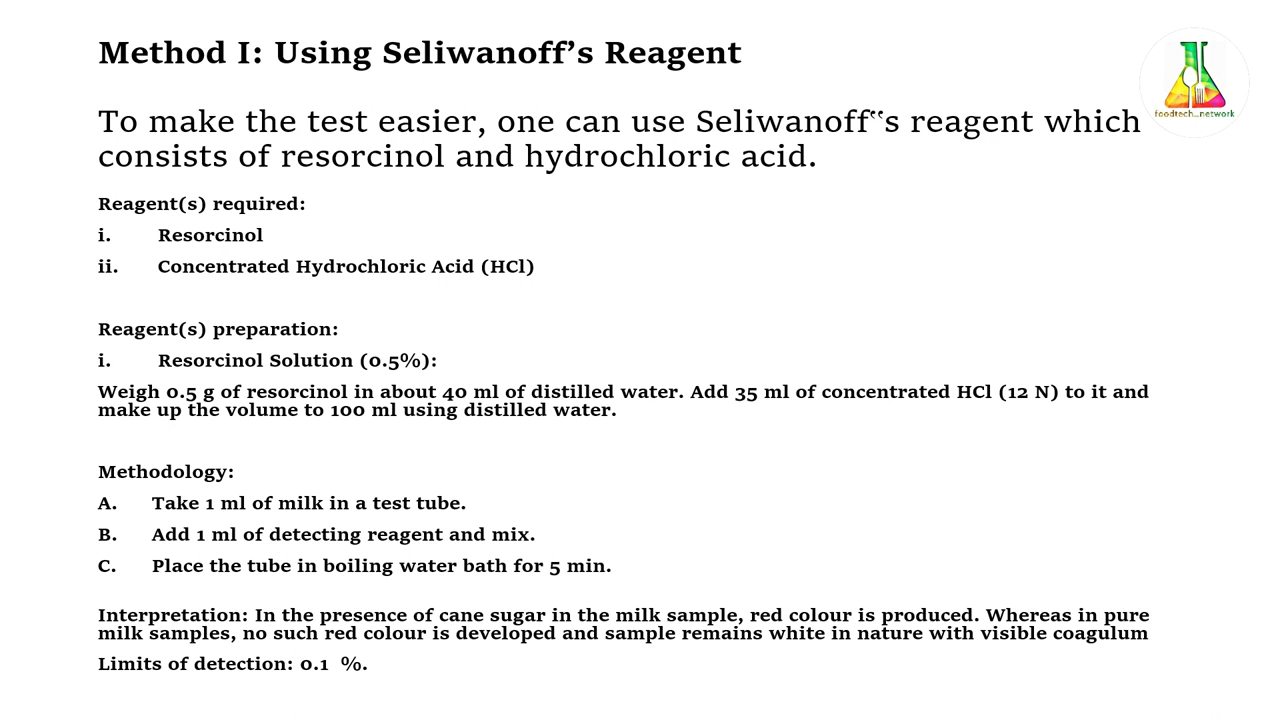 Method I: Using Seliwanoff’s Reagent
foodtech_network
To make the test easier, one can use Seliwanoff‟s reagent which
consists of resorcinol and hydrochloric acid.
Reagent(s) required:
i. Resorcinol
ii. Concentrated Hydrochloric Acid (HCl)
Reagent(s) preparation:
i. Resorcinol Solution (0.5%):
Weigh 0.5 g of resorcinol in about 40 ml of distilled water. Add 35 ml of concentrated HCl (12 N) to it and
make up the volume to 100 ml using distilled water.
Methodology:
A. Take 1 ml of milk in a test tube.
B. Add 1 ml of detecting reagent and mix.
C. Place the tube in boiling water bath for 5 min.
Interpretation: In the presence of cane sugar in the milk sample, red colour is produced. Whereas in pure
milk samples, no such red colour is developed and sample remains white in nature with visible coagulum
Limits of detection: 0.1 %.